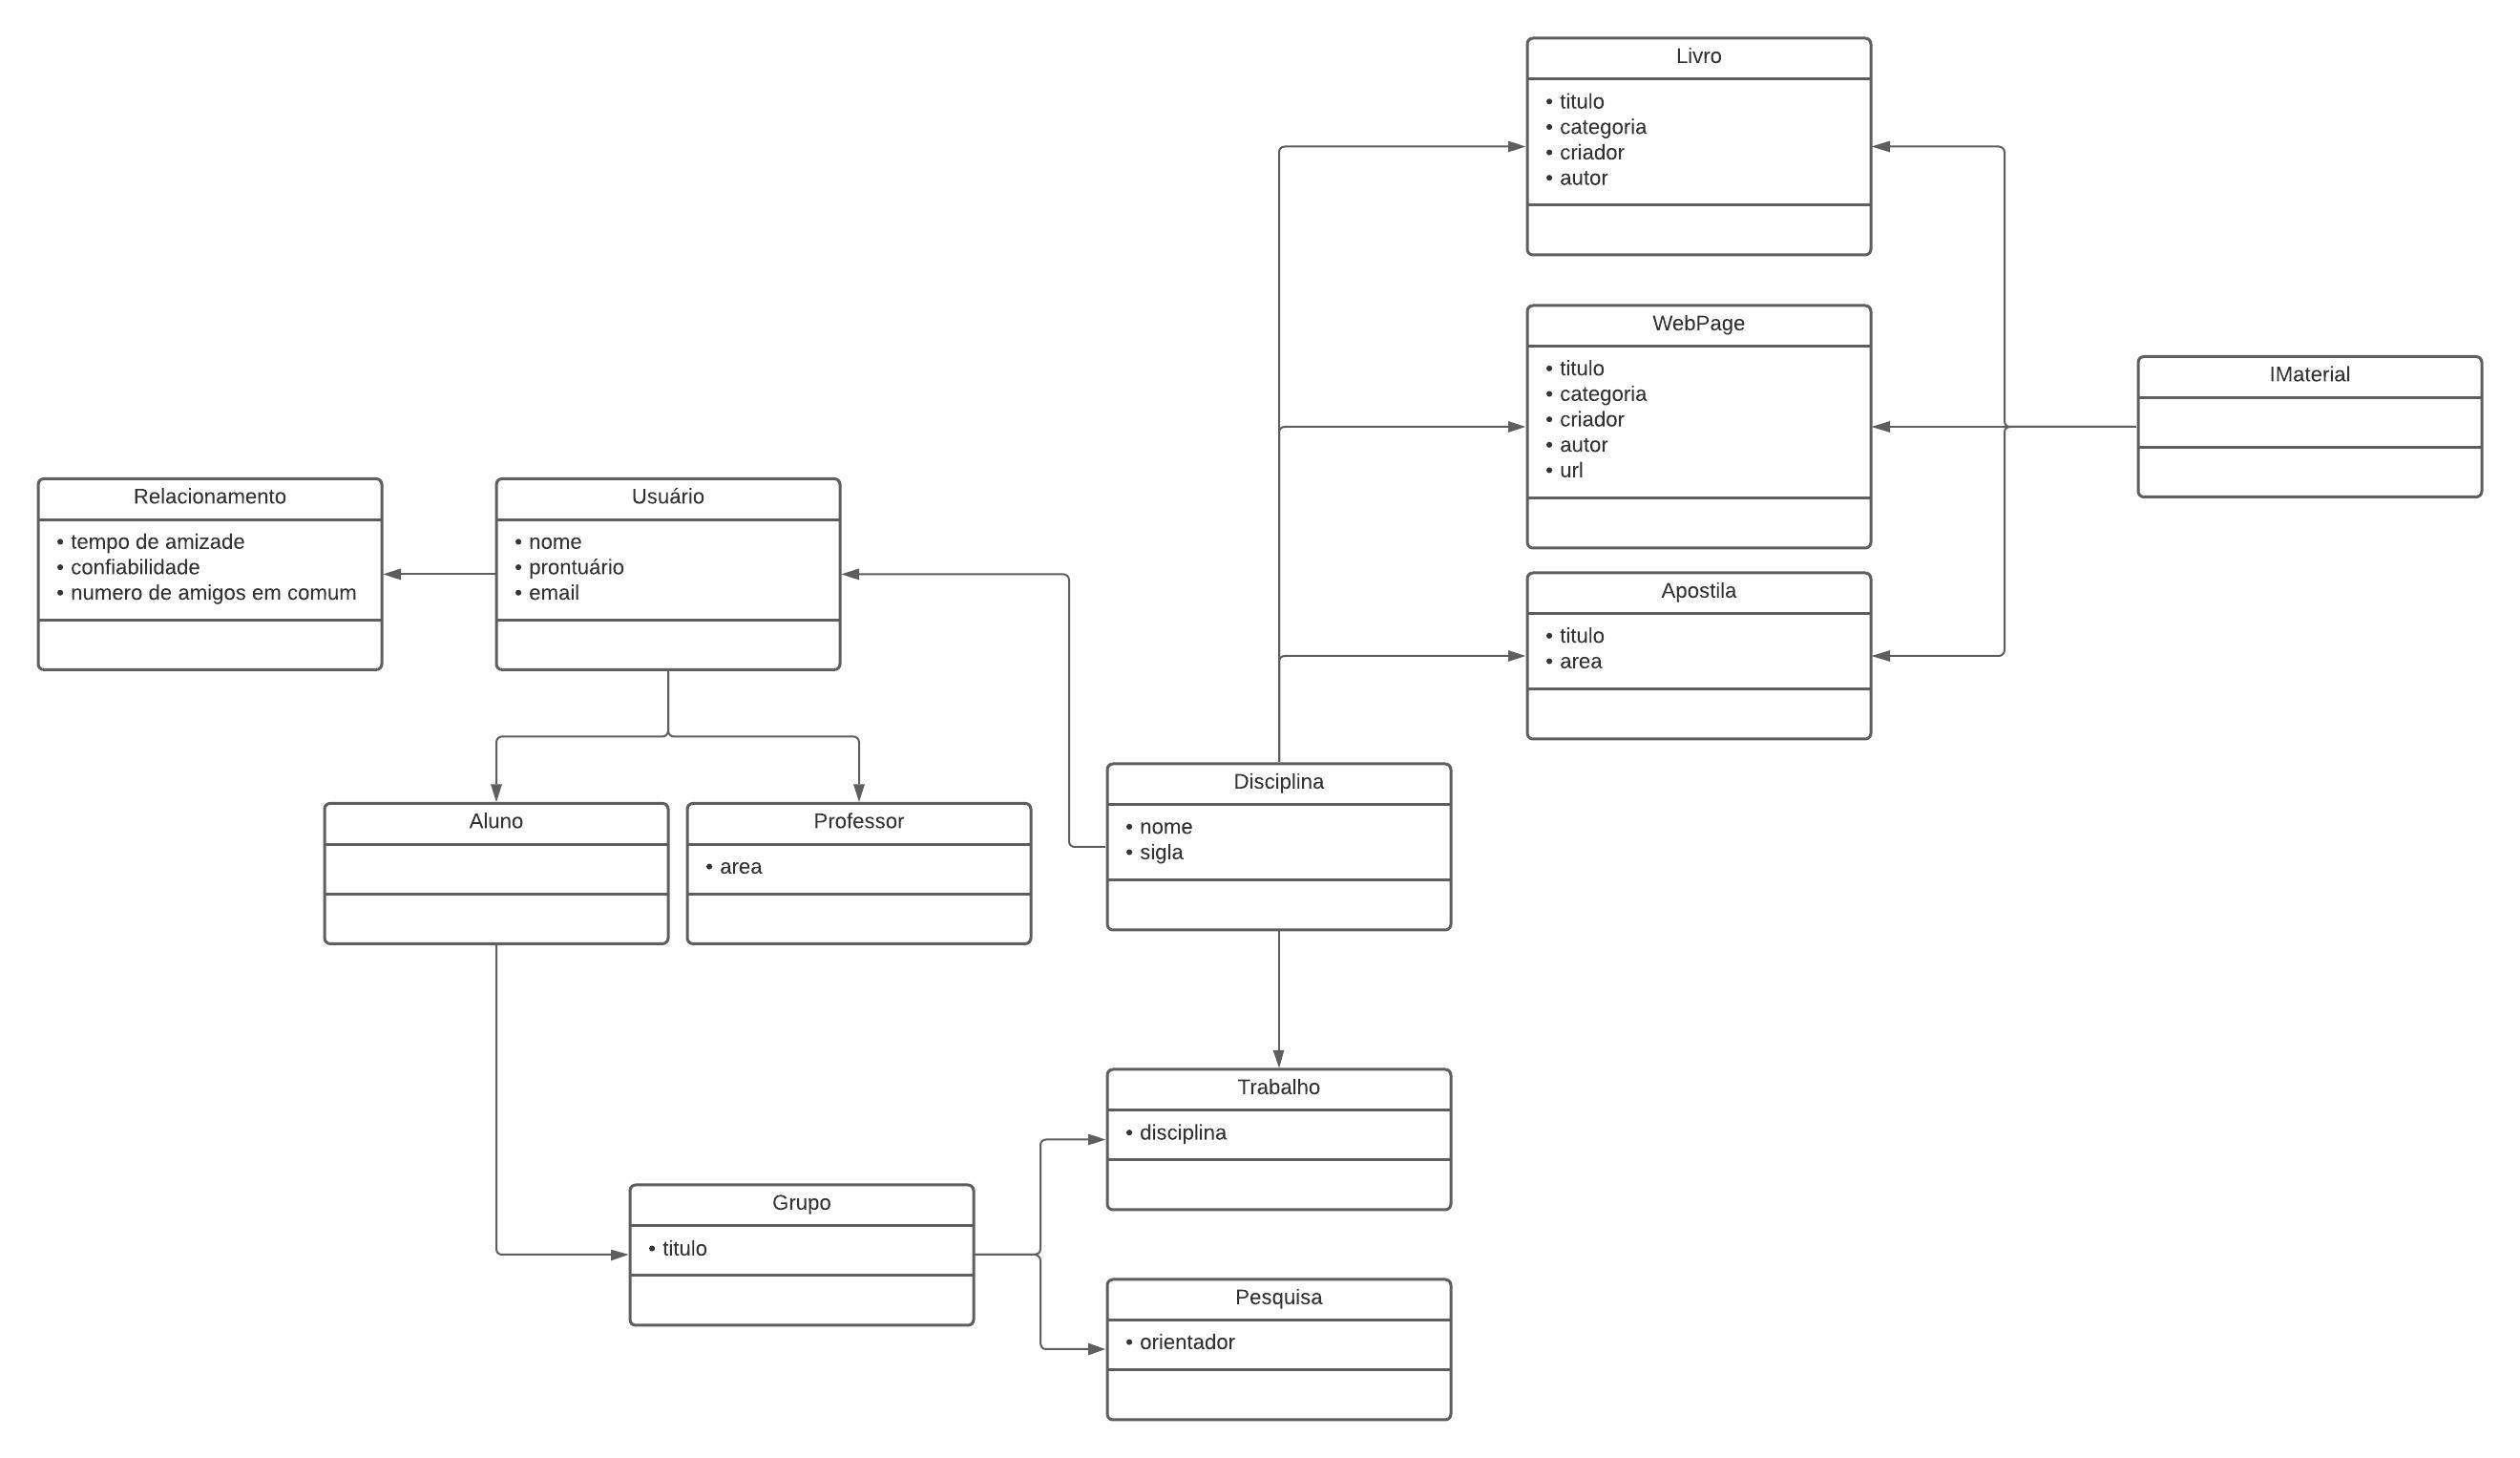 Livro
• titulo
• categoria
• criador
• autor
WebPage
• titulo
• categoria
• criador
• autor
• url
IMaterial
Relacionamento
• tempo de amizade
• confiabilidade
• numero de amigos em comum
Usuário
• nome
• prontuário
• email
Apostila
• titulo
• area
Aluno
Professor
• area
Disciplina
• nome
• sigla
Trabalho
• disciplina
Grupo
• titulo
Pesquisa
• orientador